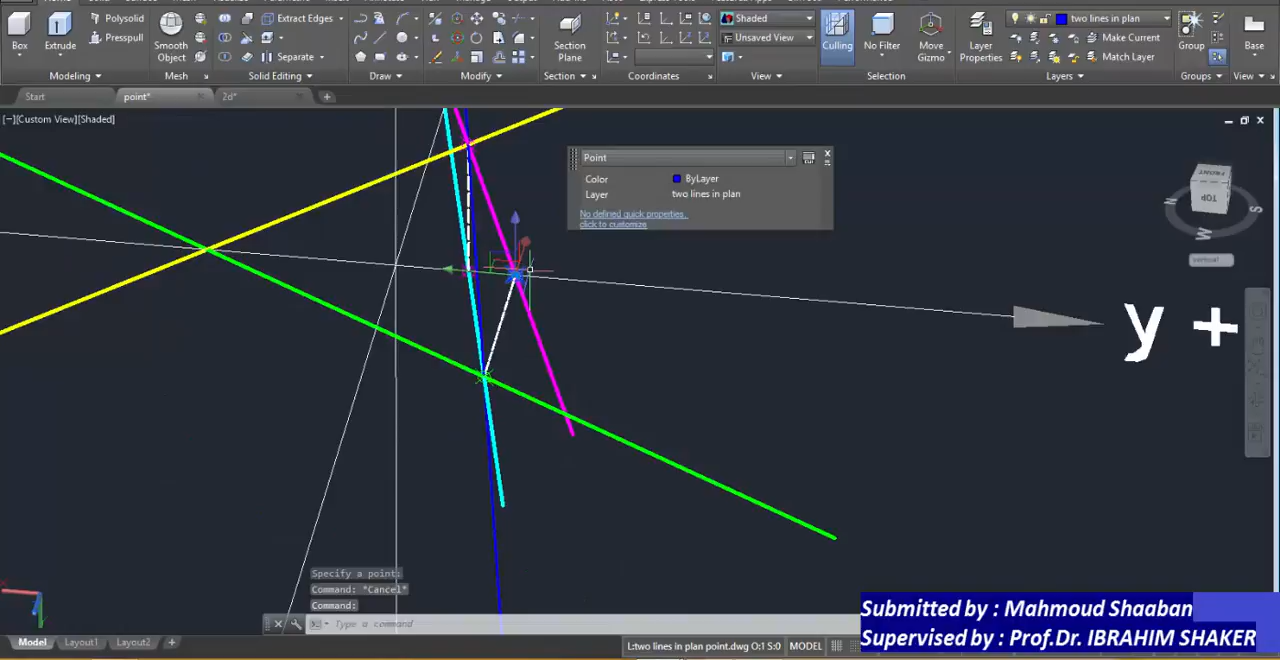 Polysolid
Presspull
Box
Extrude
Smooth Object
Extract Edges
Separate
Section Plane
Shaded
Unsaved View
Culling
No Filter
Move Gizmo
Layer Properties
two lines in plan
Make Current
Match Layer
Group
Base
Modeling
Mesh
Solid Editing
Draw
Modify
Section
Coordinates
View
Selection
Layers
Groups
View
Start
point*
2d*
[−][Custom View][Shaded]
Point
Color ByLayer
Layer two lines in plan
No defined quick properties,
click to customize
FRONT
TOP
N
S
W
vertical
y +
Specify a point:
Command: *Cancel*
Command:
Type a command
Model
Layout1
Layout2
L:two lines in plan point.dwg O:1 S:0
MODEL
Submitted by : Mahmoud Shaaban
Supervised by : Prof.Dr. IBRAHIM SHAKER